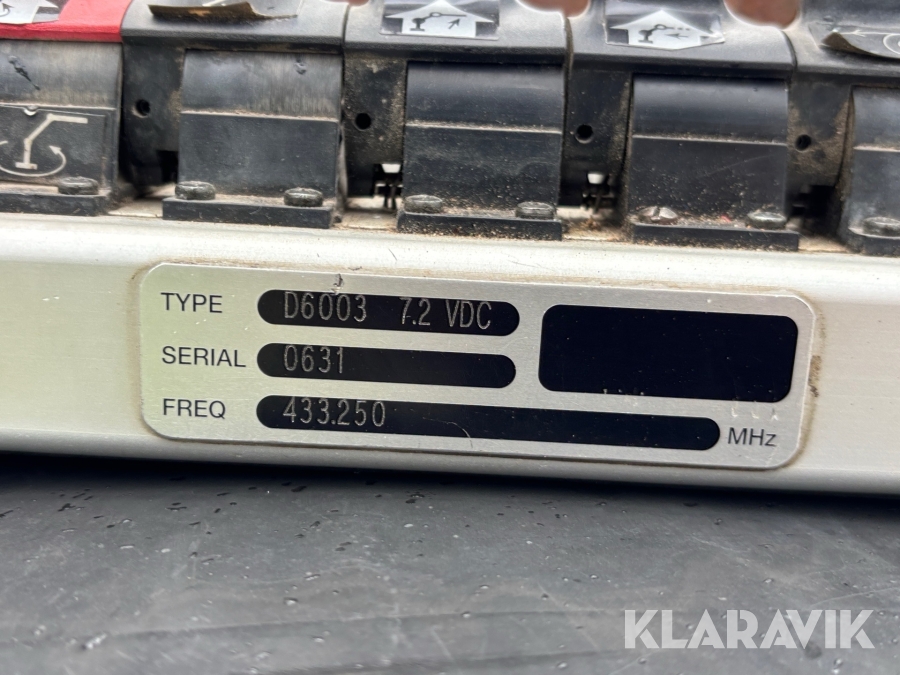 TYPE D6003 7.2 VDC
SERIAL 0631
FREQ 433.250 MHz
KLARAVIK